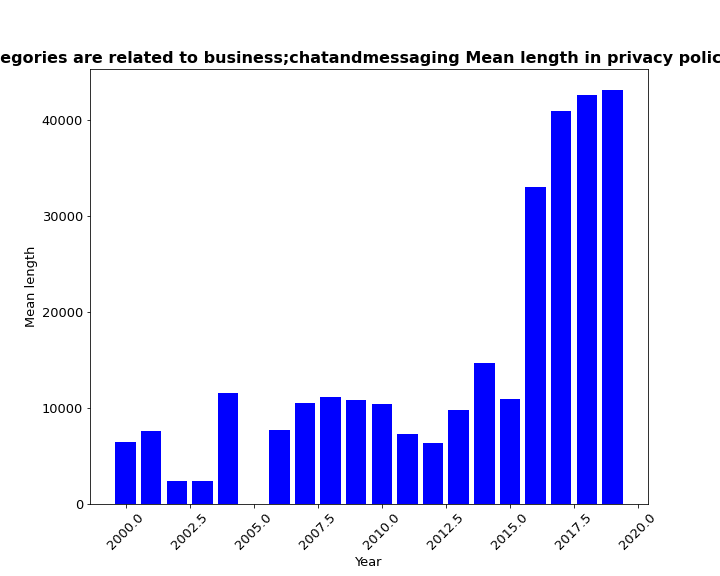 egories are related to business;chatandmessaging Mean length in privacy polic
40000
30000
20000
10000
0
Mean length
2000.0 2002.5 2005.0 2007.5 2010.0 2012.5 2015.0 2017.5 2020.0
Year